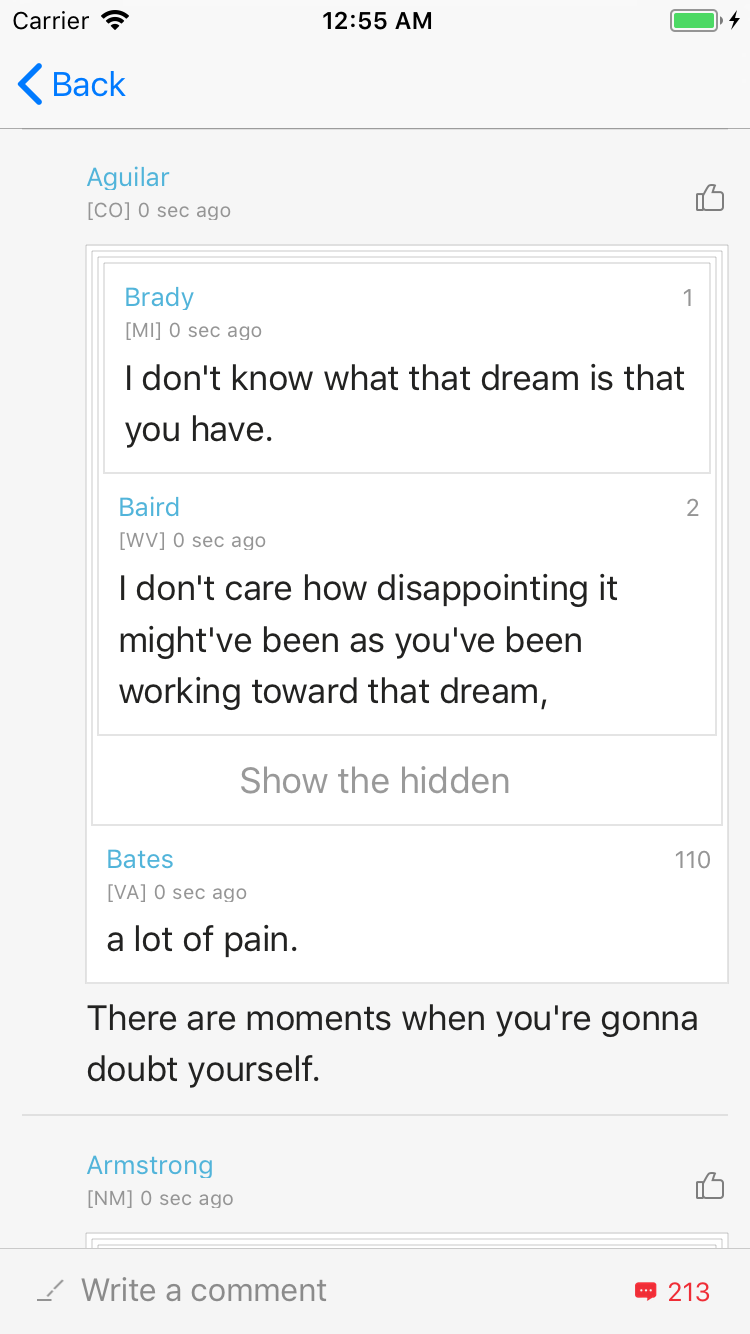 Carrier 12:55 AM
Back
Aguilar
[CO] 0 sec ago
Brady 1
[MI] 0 sec ago
I don't know what that dream is that
you have.
Baird 2
[WV] 0 sec ago
I don't care how disappointing it
might've been as you've been
working toward that dream,
Show the hidden
Bates 110
[VA] 0 sec ago
a lot of pain.
There are moments when you're gonna
doubt yourself.
Armstrong
[NM] 0 sec ago
Write a comment 213